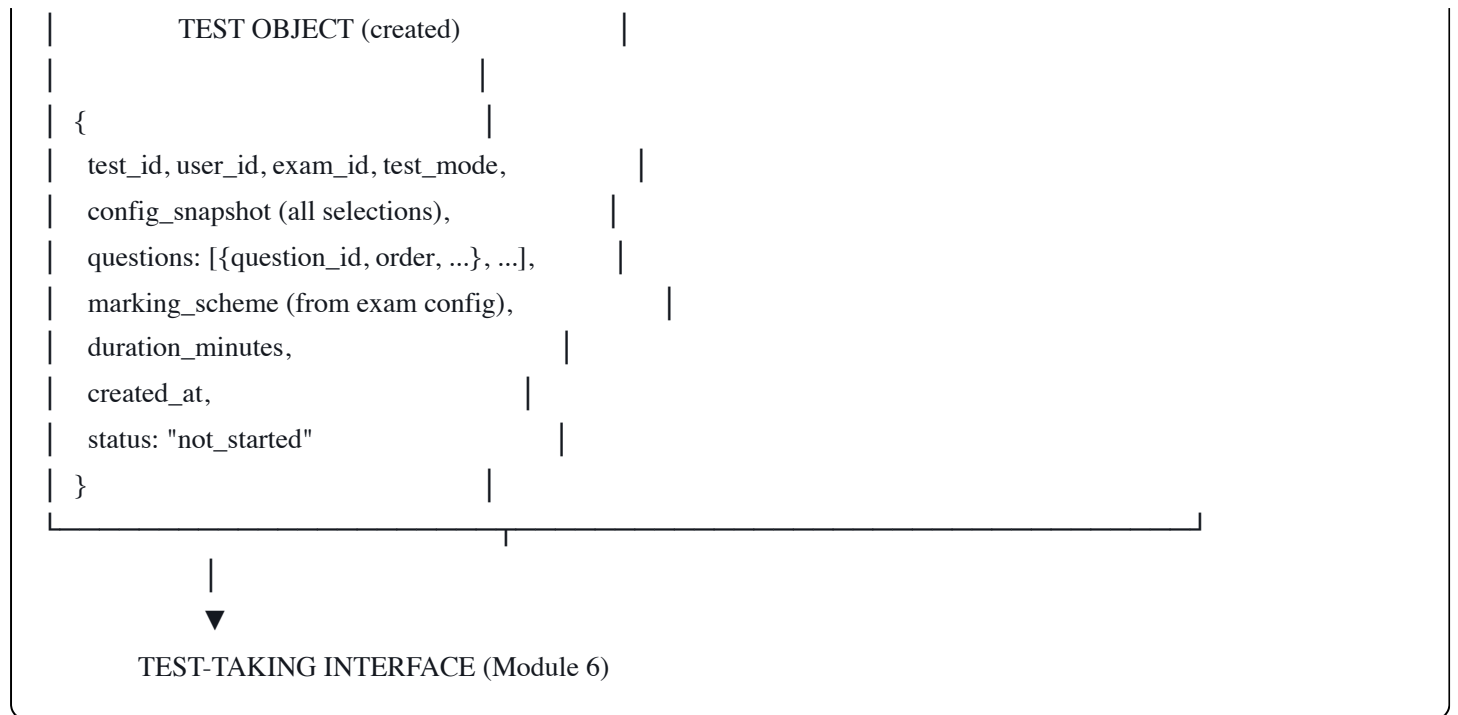 TEST OBJECT (created)
{
test_id, user_id, exam_id, test_mode,
config_snapshot (all selections),
questions: [{question_id, order, ...}, ...],
marking_scheme (from exam config),
duration_minutes,
created_at,
status: "not_started"
}
▼
TEST-TAKING INTERFACE (Module 6)